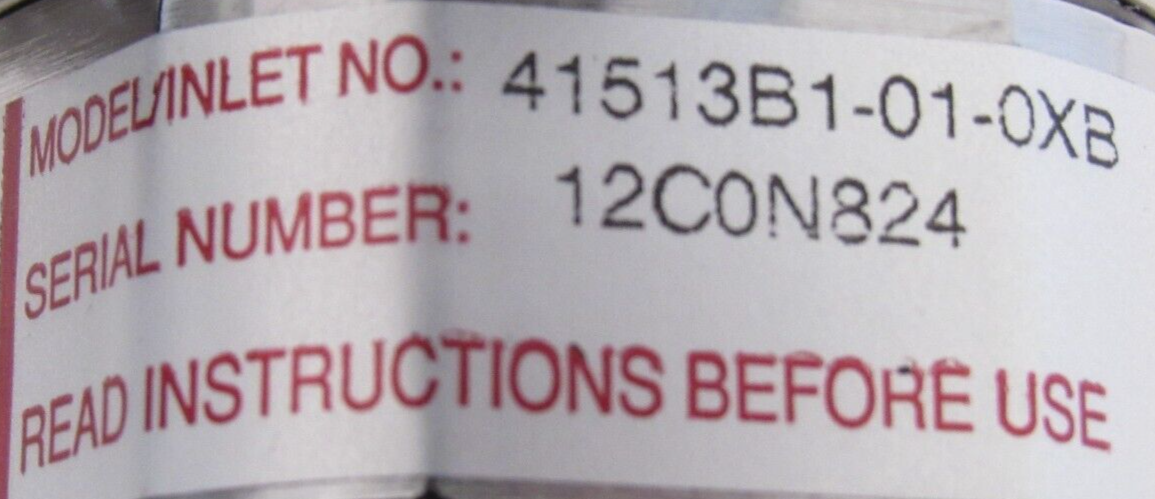 MODEL/INLET NO.: 41513B1-01-0XB
SERIAL NUMBER: 12C0N824
READ INSTRUCTIONS BEFORE USE